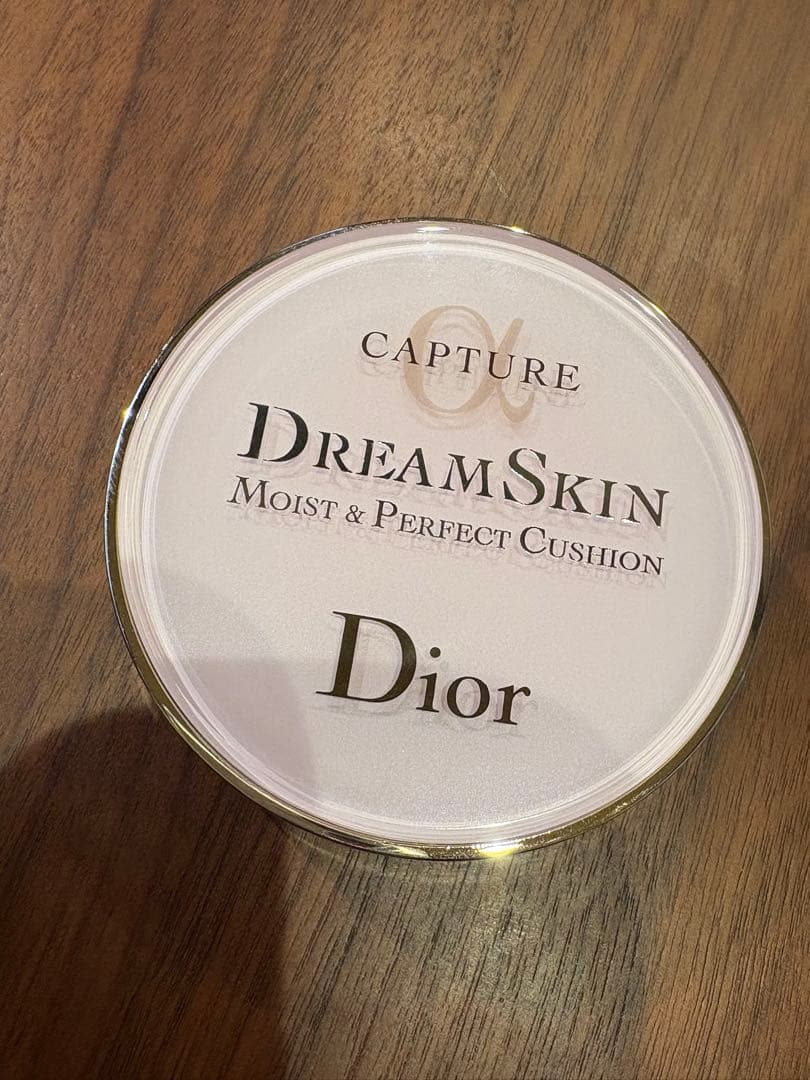 α
CAPTURE
DREAMSKIN
MOIST & PERFECT CUSHION
Dior